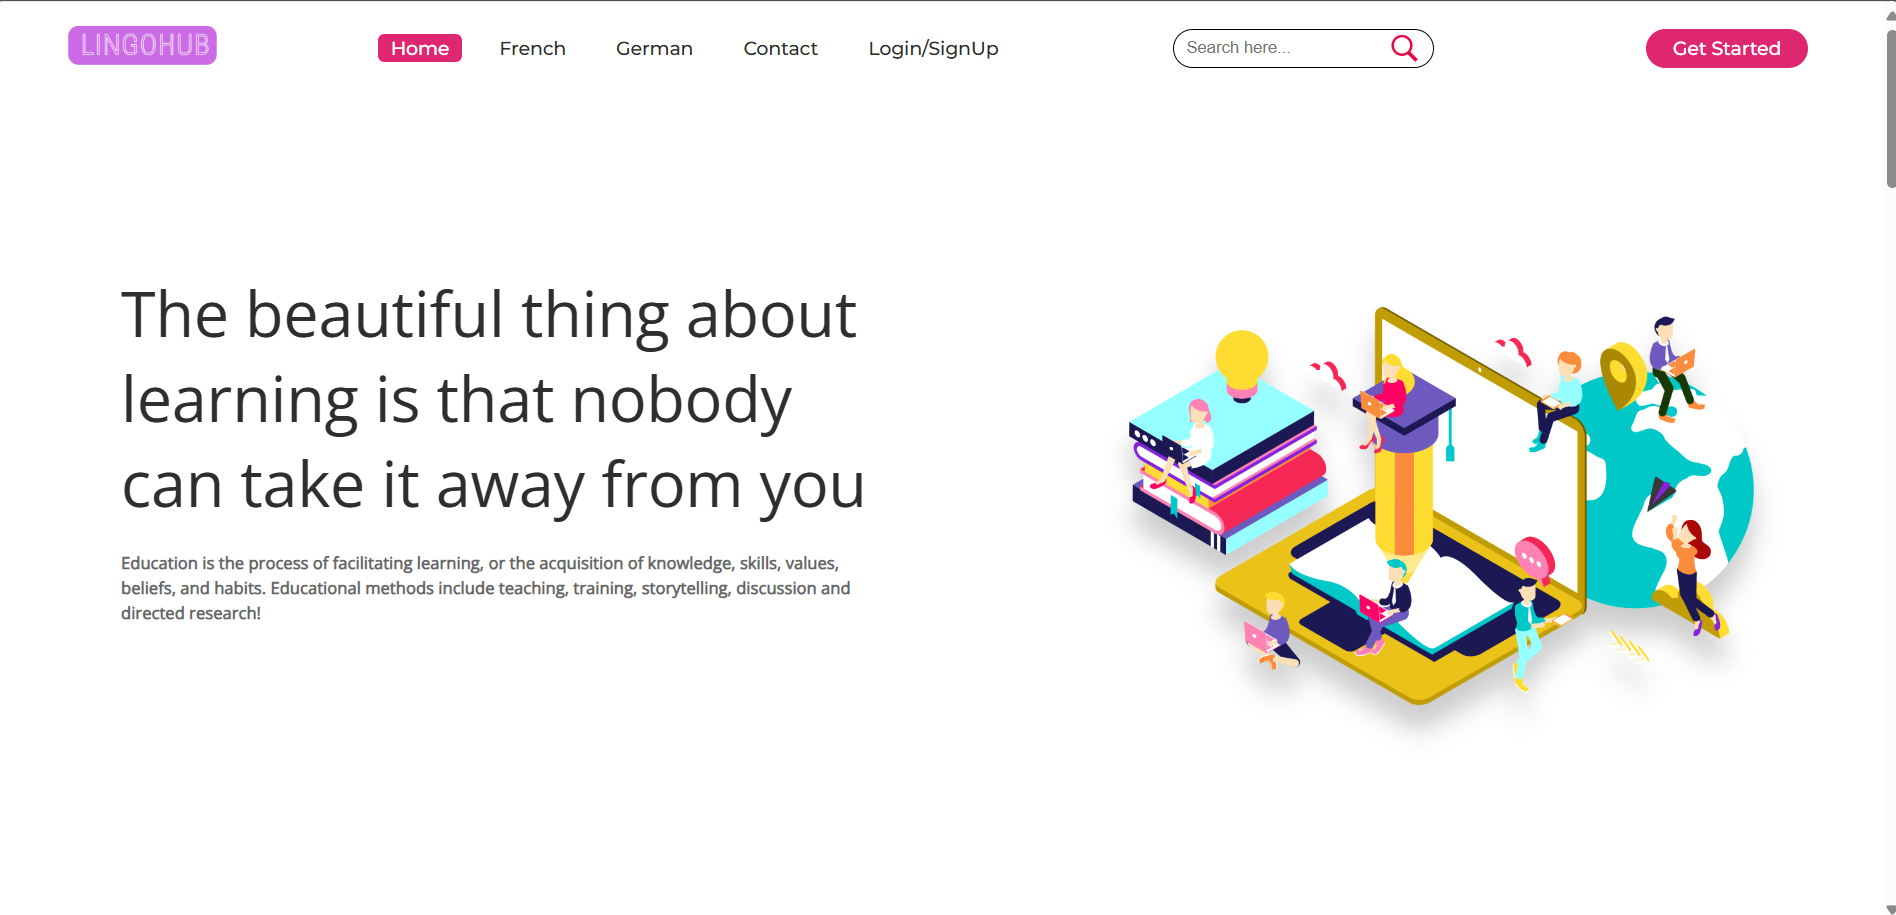 LINGOHUB
Home French German Contact Login/SignUp
Search here...
Get Started
The beautiful thing about
learning is that nobody
can take it away from you
Education is the process of facilitating learning, or the acquisition of knowledge, skills, values,
beliefs, and habits. Educational methods include teaching, training, storytelling, discussion and
directed research!